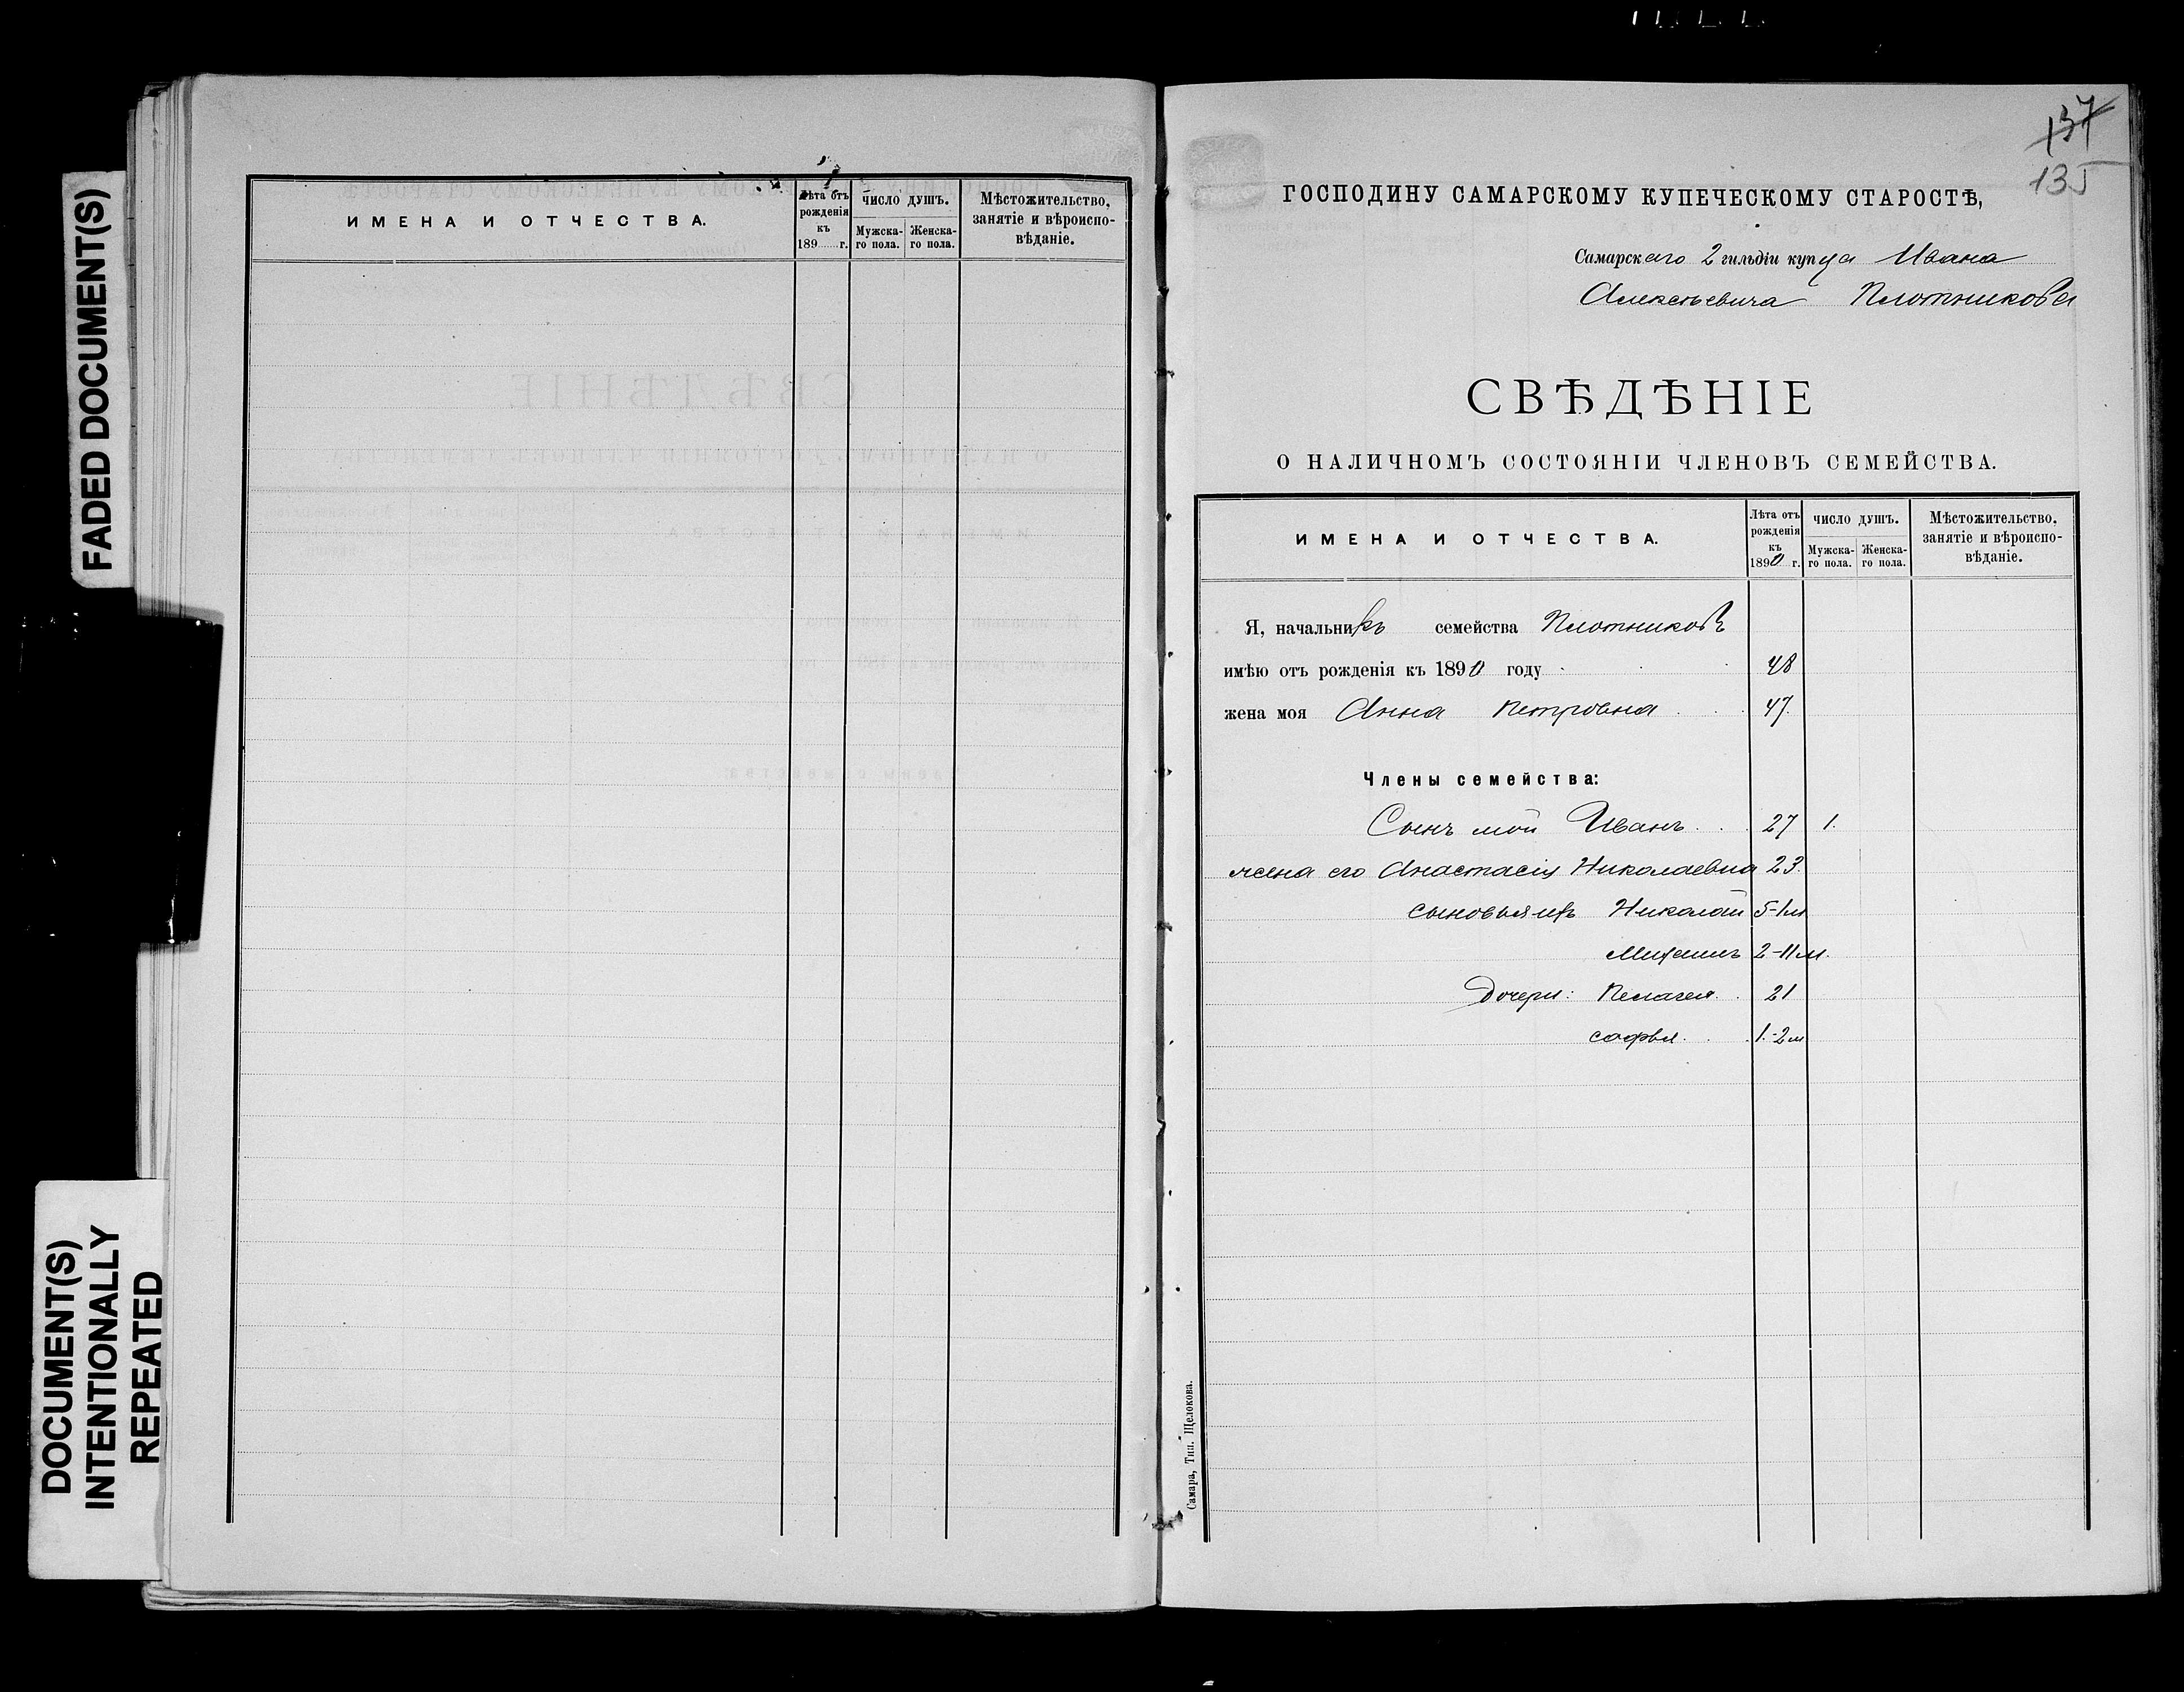 FADED DOCUMENT(S)
DOCUMENT(S)
INTENTIONALLY
REPEATED
ИМЕНА И ОТЧЕСТВА.
Лѣта отъ рожденія къ 189 г.
ЧИСЛО ДУШЪ.
Мужска-го пола.
Женска-го пола.
Мѣстожительство, занятіе и вѣроиспо-вѣданіе.
137
135
ГОСПОДИНУ САМАРСКОМУ КУПЕЧЕСКОМУ СТАРОСТѢ,
Самарскаго 2 гильдіи купца Ивана
Алексѣевича Плотникова
СВѢДѢНІЕ
О НАЛИЧНОМЪ СОСТОЯНІИ ЧЛЕНОВЪ СЕМЕЙСТВА.
ИМЕНА И ОТЧЕСТВА.
Лѣта отъ рожденія къ 1890 г.
ЧИСЛО ДУШЪ.
Мужска-го пола.
Женска-го пола.
Мѣстожительство, занятіе и вѣроиспо-вѣданіе.
Я, начальникъ семейства Плотниковъ
имѣю отъ рожденія къ 1890 году 48
жена моя Анна Петровна 47.
Члены семейства:
Сынъ мой Иванъ 27 1.
жена его Анастасія Николаевна 23.
сыновья ихъ Николай 5-1м
Михаилъ 2-11м.
Дочери: Пелагея 21
софья 1-2м
Самара, Тип. Щелокова.